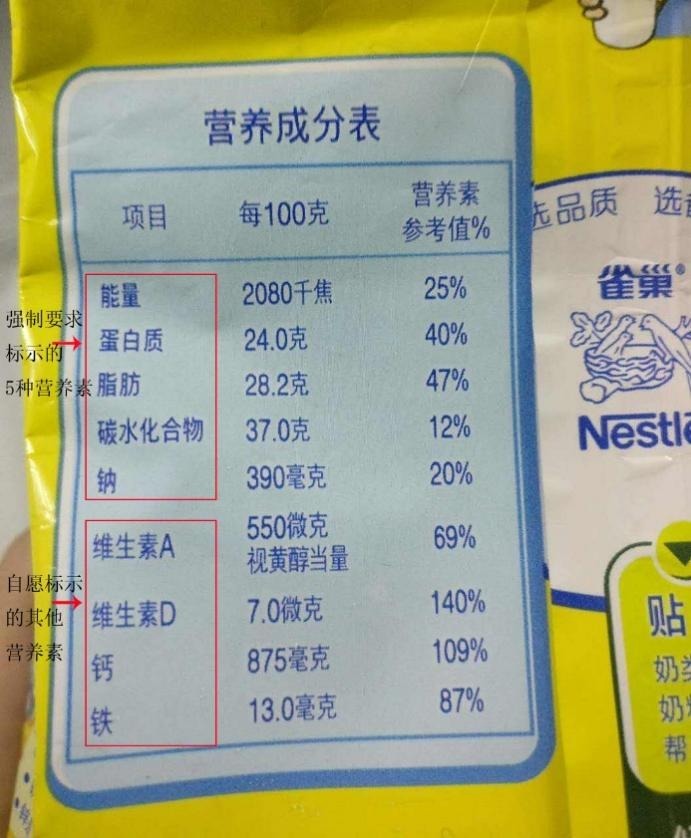 营养成分表
项目 每100克 营养素参考值%
能量 2080千焦 25%
蛋白质 24.0克 40%
脂肪 28.2克 47%
碳水化合物 37.0克 12%
钠 390毫克 20%
维生素A 550微克视黄醇当量 69%
维生素D 7.0微克 140%
钙 875毫克 109%
铁 13.0毫克 87%
强制要求
标示的
5种营养素
自愿标示
的其他
营养素
选品质 选
雀巢®
Nestlé
贴
奶类
奶
帮